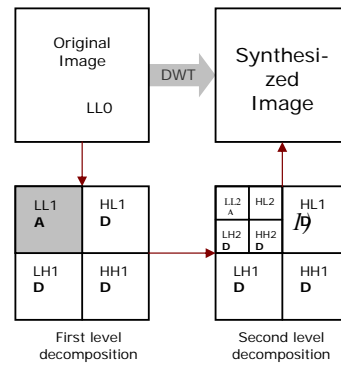 Original
Image
LL0
DWT
Synthesi-
zed
Image
LL1
A
HL1
D
LH1
D
HH1
D
LL2
A
HL2
LH2
D
HH2
D
HL1
D
LH1
D
HH1
D
First level
decomposition
Second level
decomposition